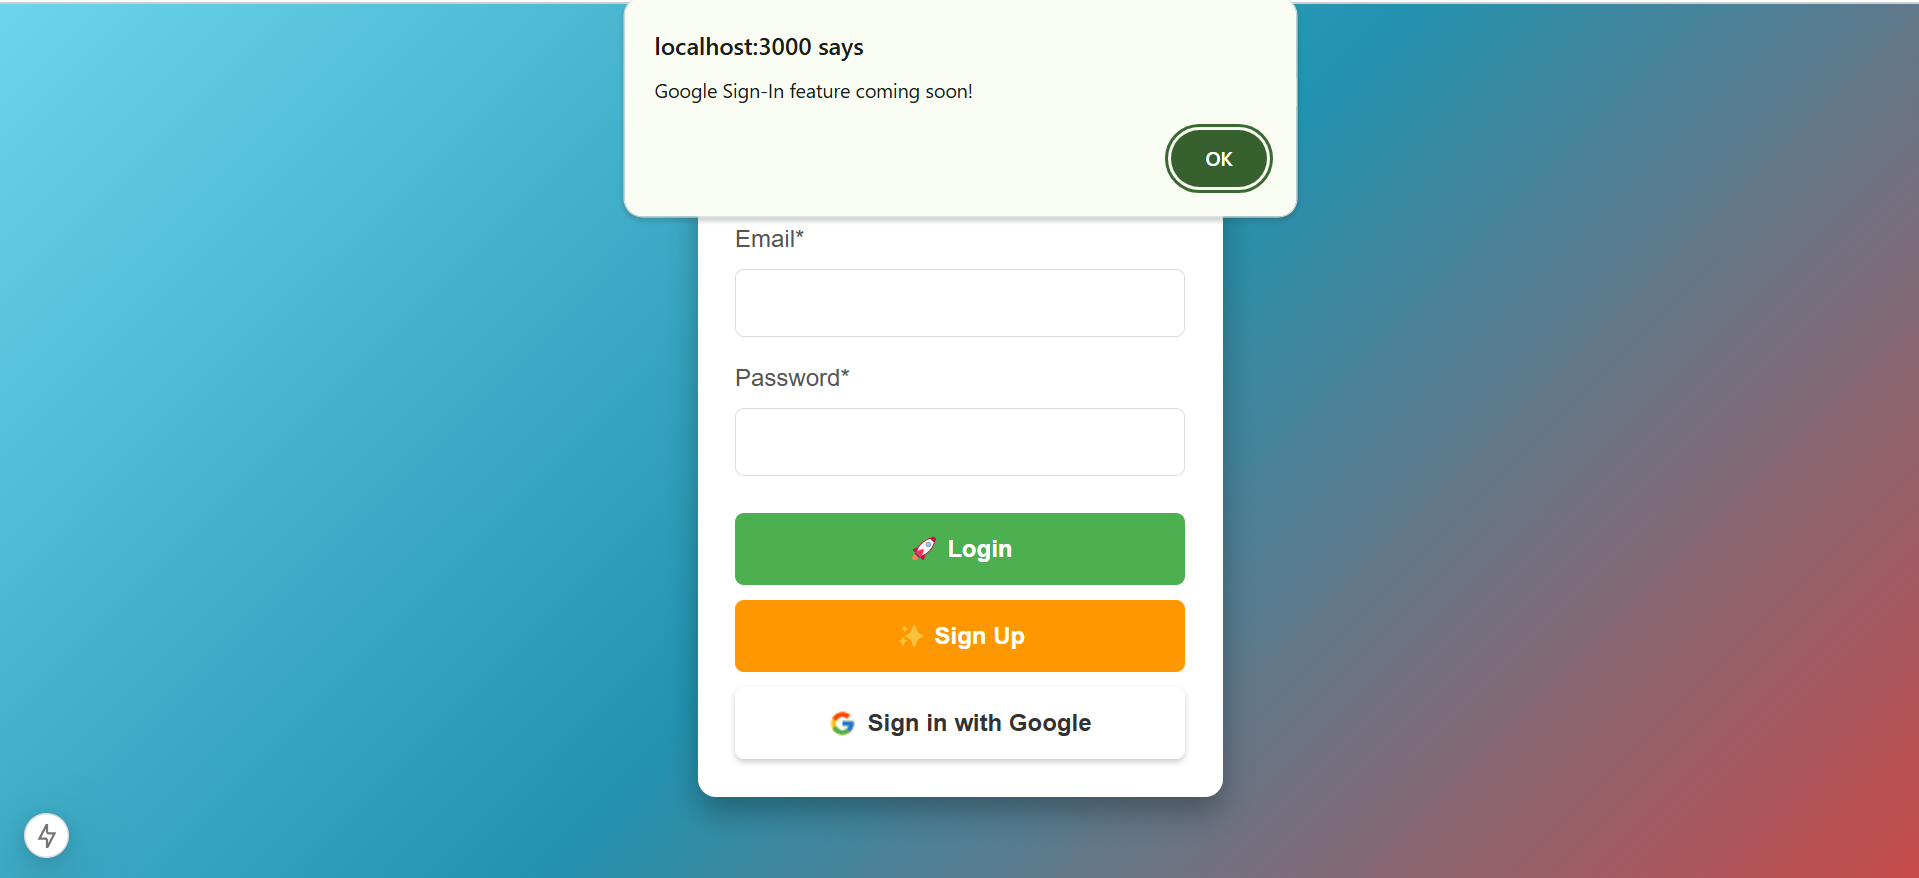 localhost:3000 says
Google Sign-In feature coming soon!
OK
Email*
Password*
🚀 Login
✨ Sign Up
Sign in with Google